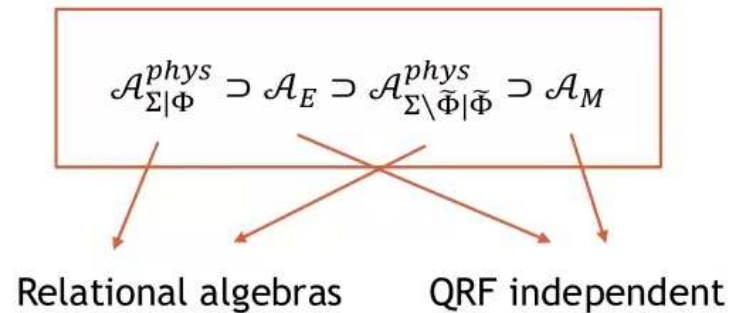 𝒜^{phys}_{Σ|Φ} ⊃ 𝒜_E ⊃ 𝒜^{phys}_{Σ\Φ̃|Φ̃} ⊃ 𝒜_M
Relational algebras QRF independent